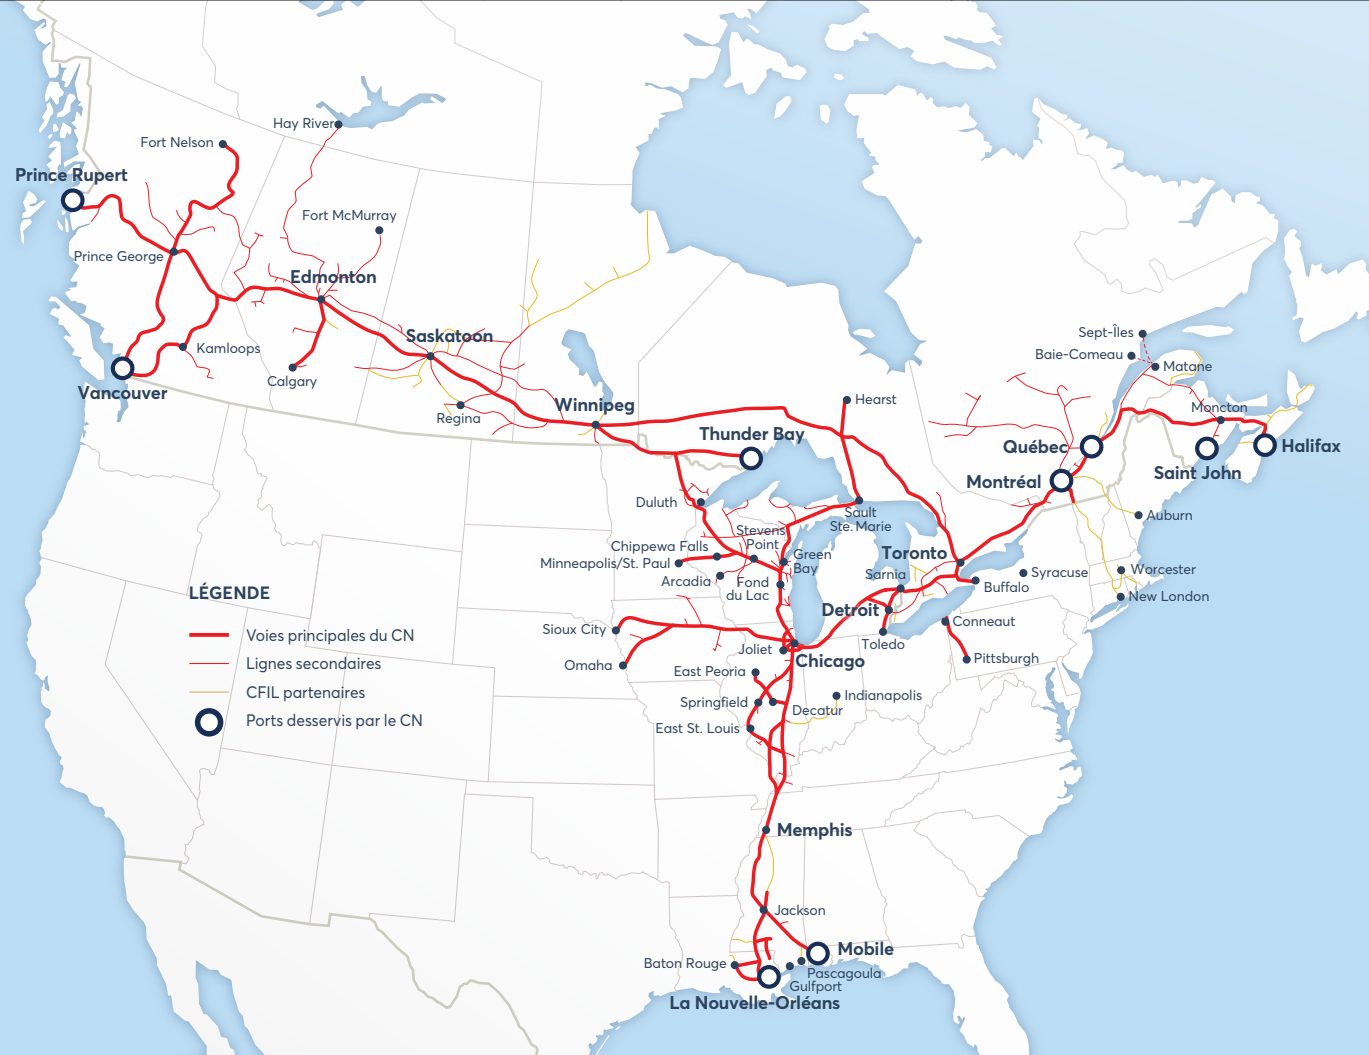 Hay River
Fort Nelson
Prince Rupert
Fort McMurray
Prince George
Edmonton
Saskatoon
Kamloops
Calgary
Vancouver
Regina
Winnipeg
Thunder Bay
Hearst
Sept-Îles
Baie-Comeau
Matane
Moncton
Québec
Halifax
Saint John
Montréal
Duluth
Sault
Ste. Marie
Auburn
Stevens
Point
Chippewa Falls
Minneapolis/St. Paul
Green
Bay
Toronto
Arcadia
Fond
du Lac
Sarnia
Buffalo
Syracuse
Worcester
New London
LÉGENDE
Voies principales du CN
Lignes secondaires
CFIL partenaires
Ports desservis par le CN
Detroit
Conneaut
Sioux City
Toledo
Joliet
Chicago
Pittsburgh
Omaha
East Peoria
Springfield
Decatur
Indianapolis
East St. Louis
Memphis
Jackson
Mobile
Baton Rouge
Pascagoula
Gulfport
La Nouvelle-Orléans